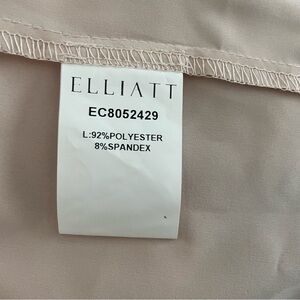 ELLIATT
EC8052429
L:92%POLYESTER
8%SPANDEX